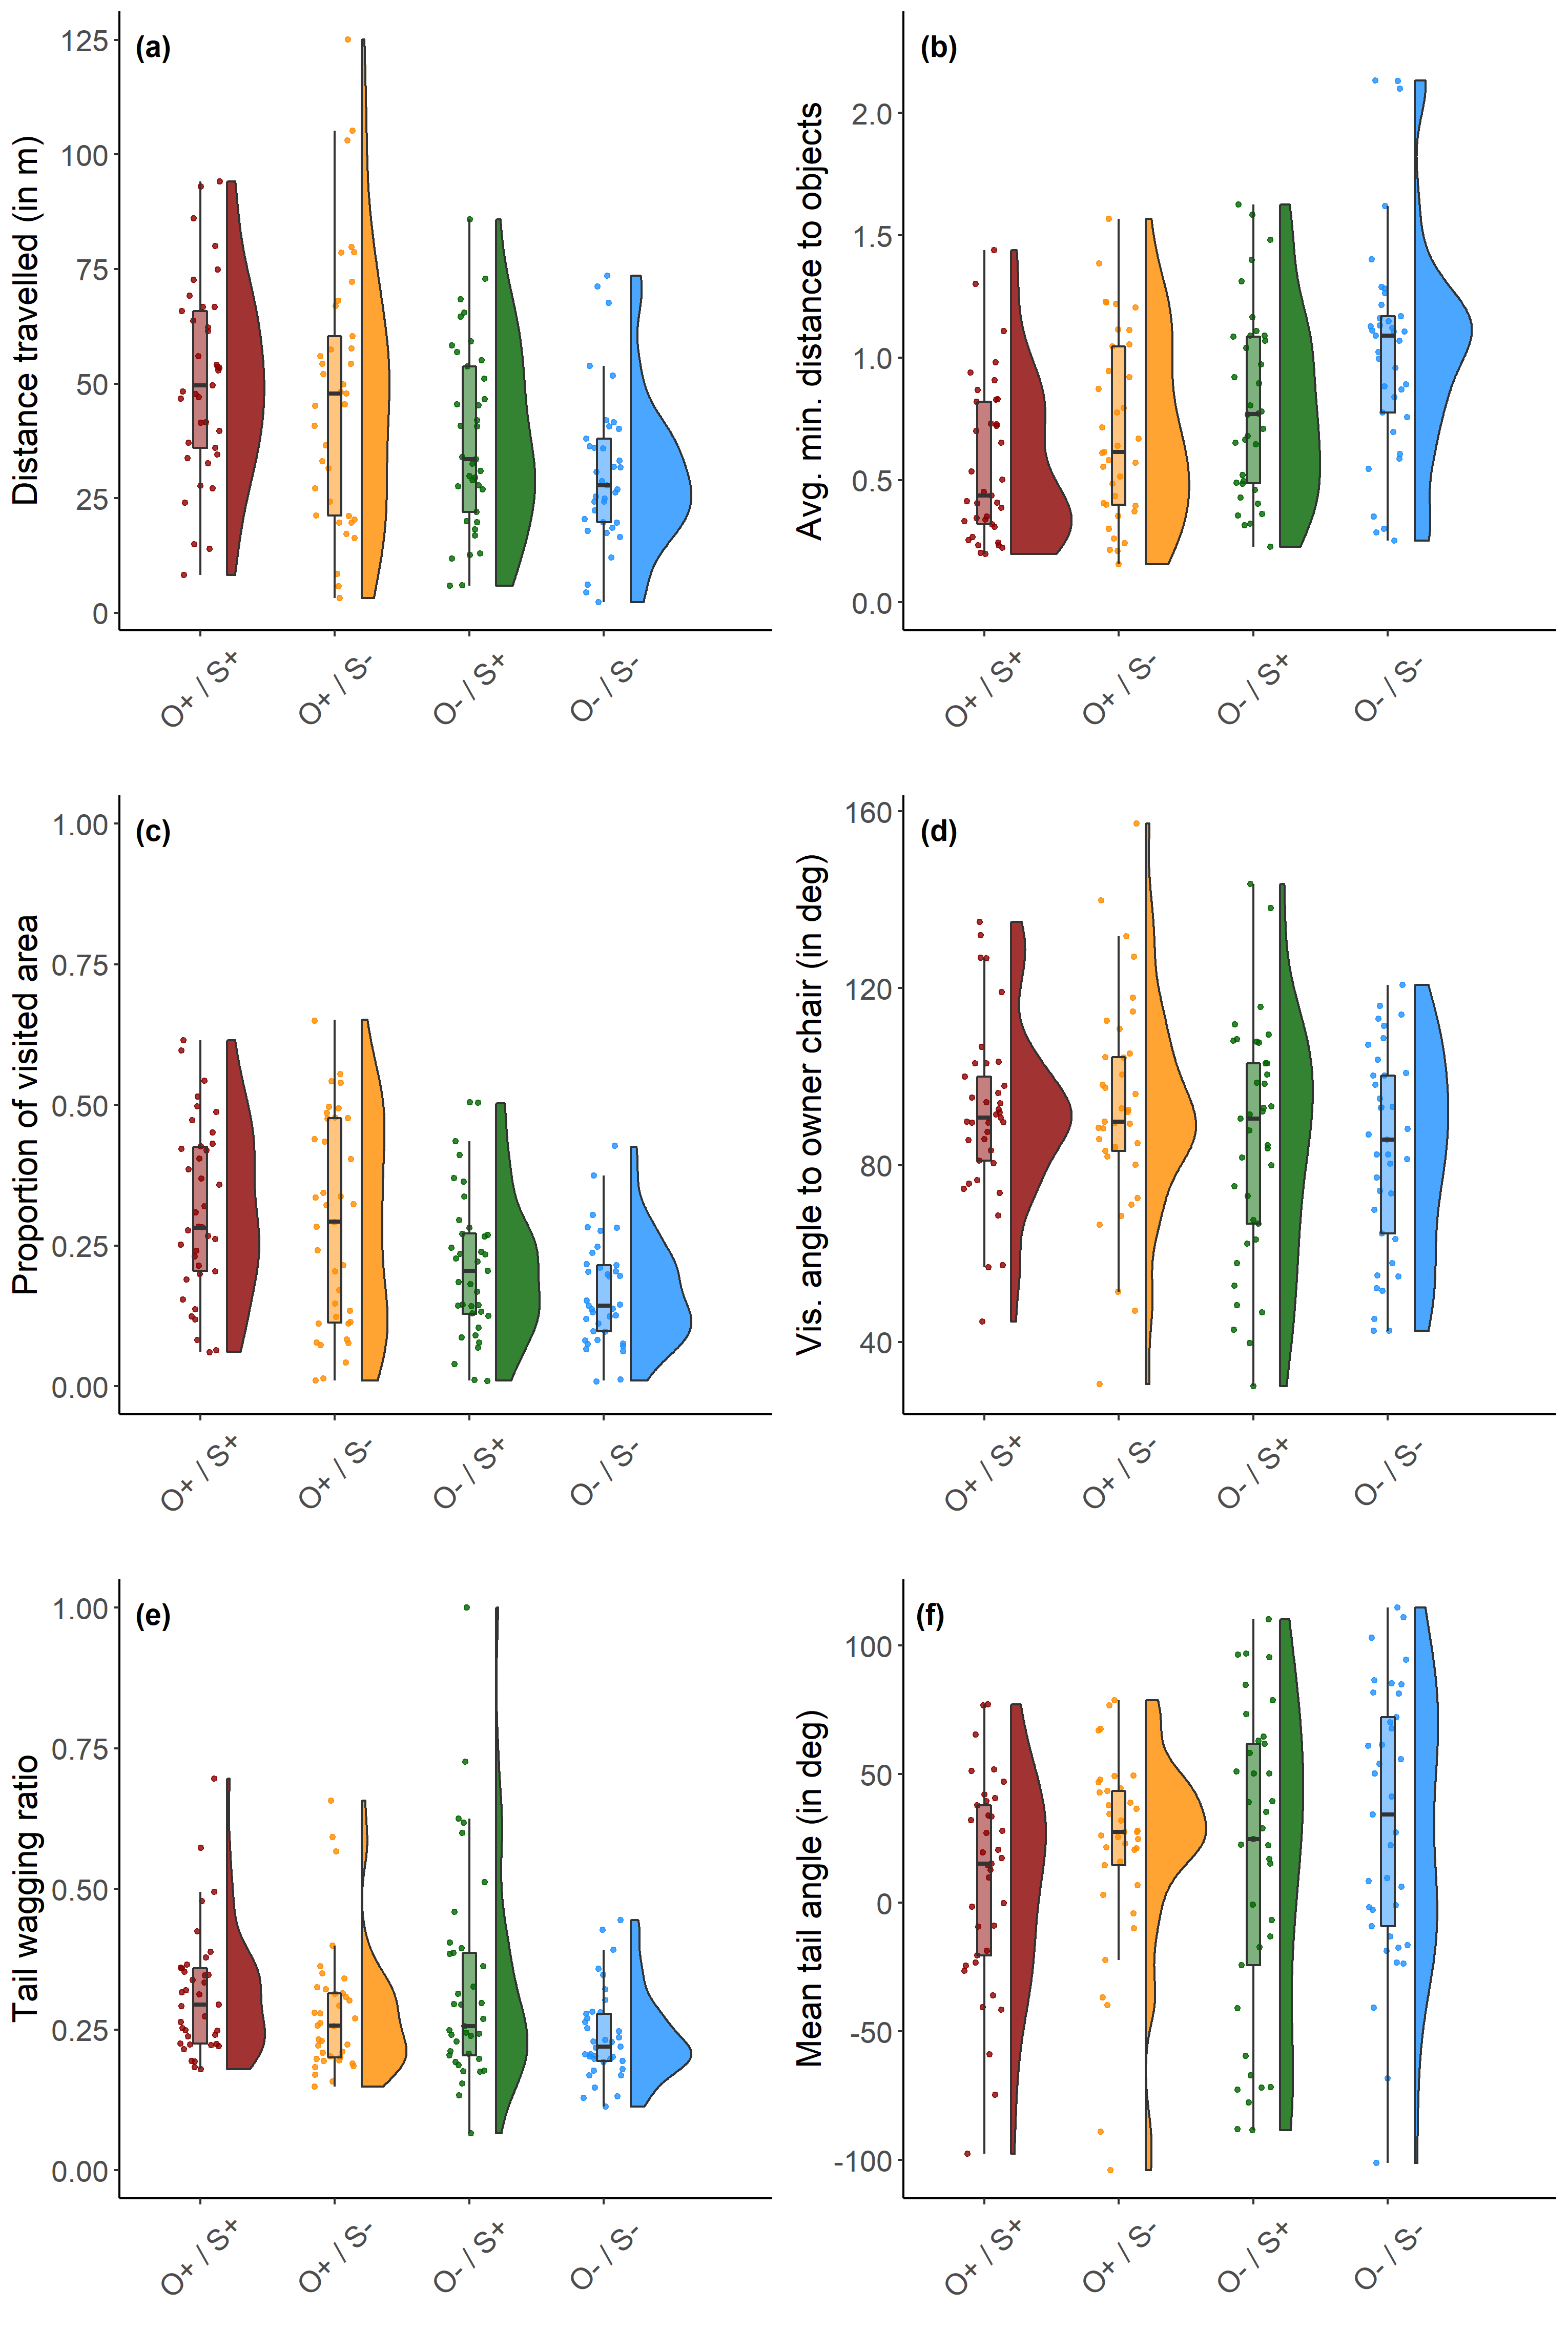 (a)
Distance travelled (in m)
125
100
75
50
25
0
O+ / S+
O+ / S-
O- / S+
O- / S-
(b)
Avg. min. distance to objects
2.0
1.5
1.0
0.5
0.0
O+ / S+
O+ / S-
O- / S+
O- / S-
(c)
Proportion of visited area
1.00
0.75
0.50
0.25
0.00
O+ / S+
O+ / S-
O- / S+
O- / S-
(d)
Vis. angle to owner chair (in deg)
160
120
80
40
O+ / S+
O+ / S-
O- / S+
O- / S-
(e)
Tail wagging ratio
1.00
0.75
0.50
0.25
0.00
O+ / S+
O+ / S-
O- / S+
O- / S-
(f)
Mean tail angle (in deg)
100
50
0
-50
-100
O+ / S+
O+ / S-
O- / S+
O- / S-